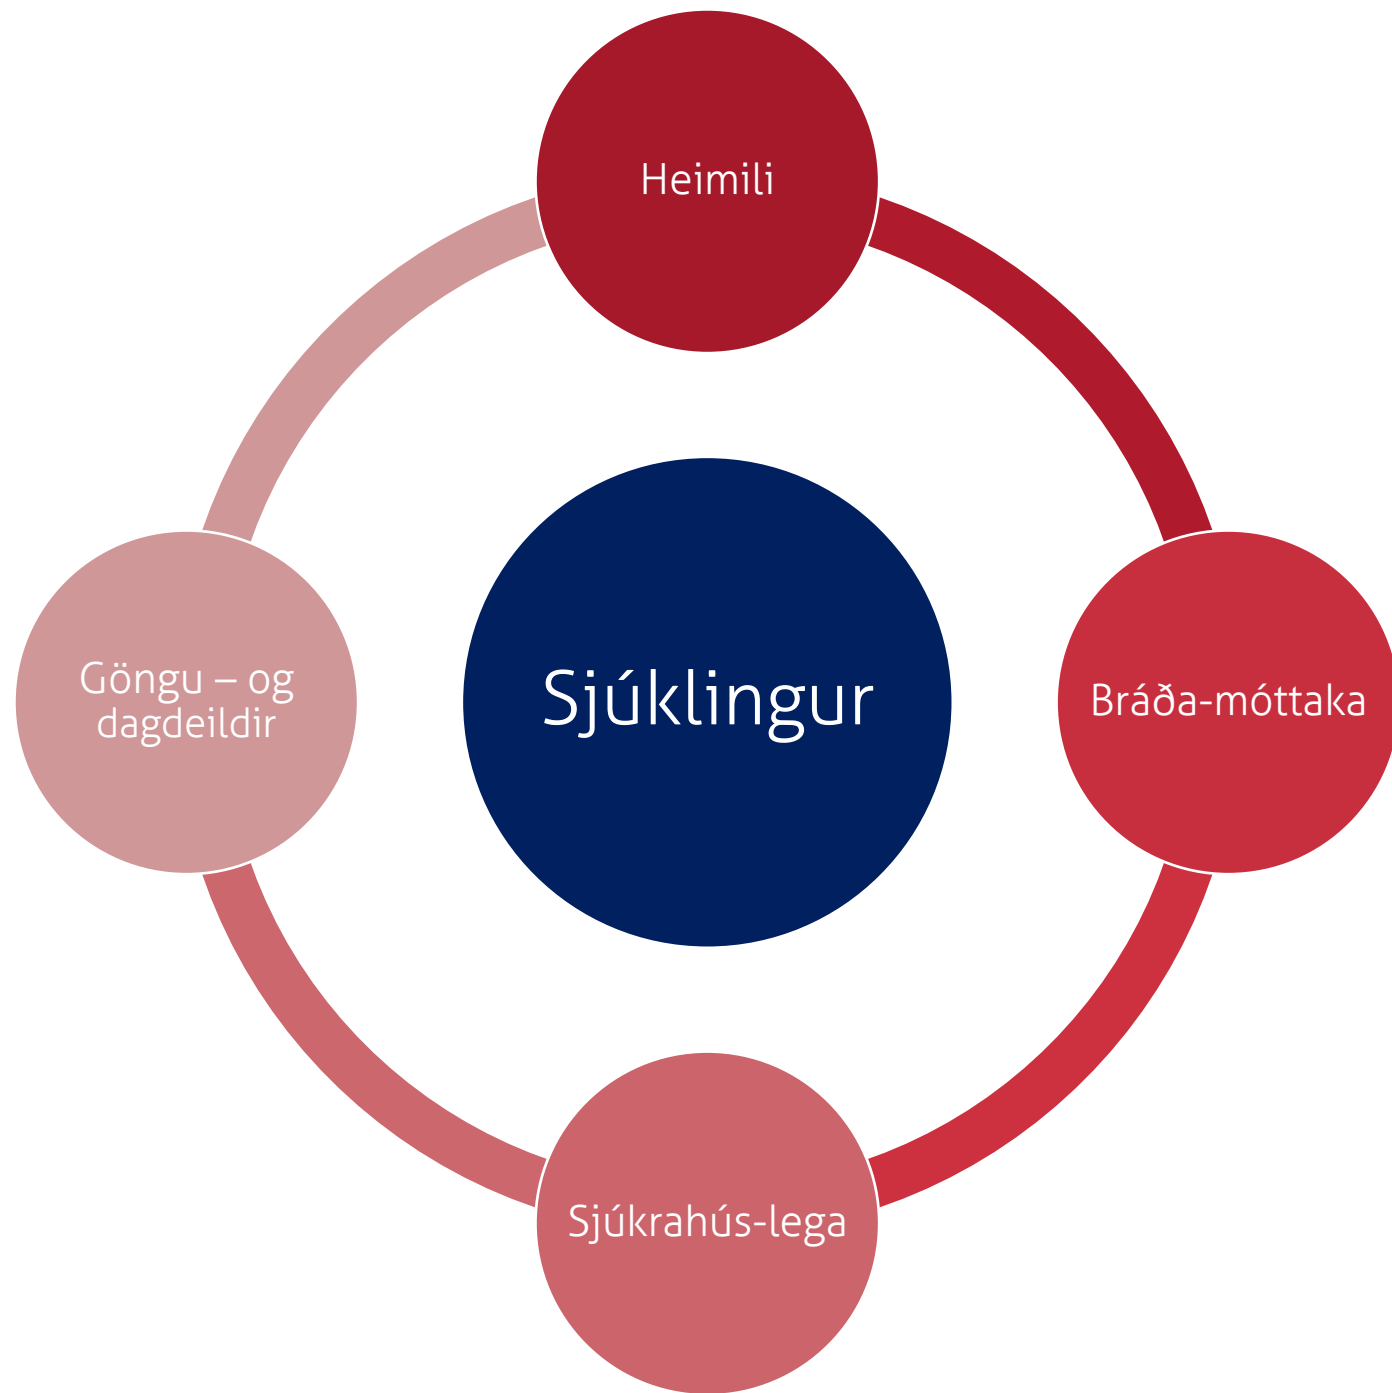 Heimili
Göngu – og
dagdeildir
Sjúklingur
Bráða-móttaka
Sjúkrahús-lega